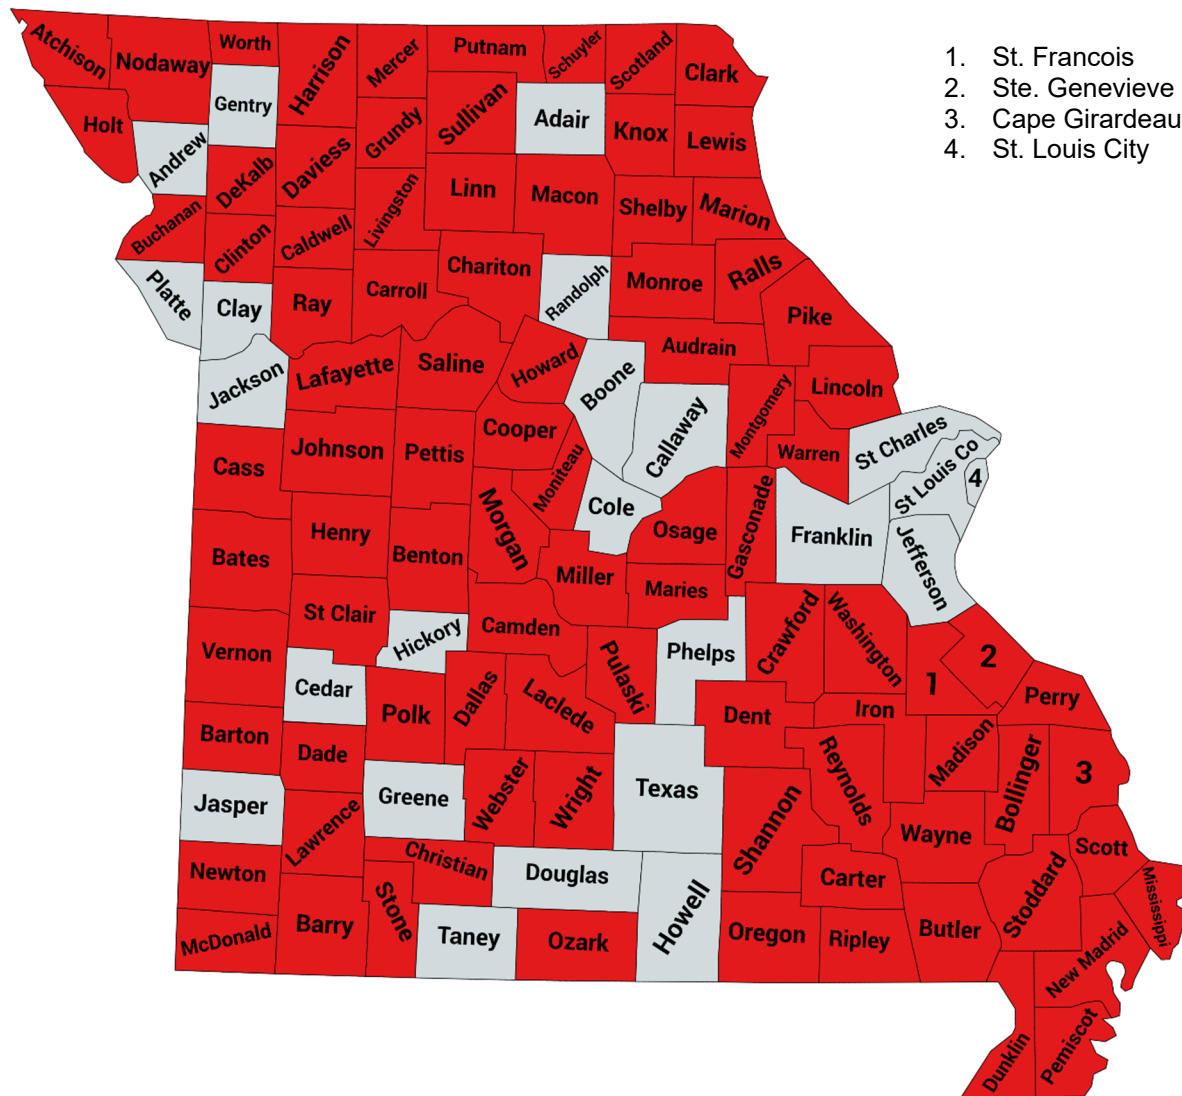 Atchison
Nodaway
Worth
Harrison
Mercer
Putnam
Schuyler
Scotland
Clark
1. St. Francois
2. Ste. Genevieve
3. Cape Girardeau
4. St. Louis City
Holt
Andrew
Gentry
Grundy
Sullivan
Adair
Knox
Lewis
DeKalb
Daviess
Livingston
Linn
Macon
Shelby
Marion
Buchanan
Clinton
Caldwell
Chariton
Randolph
Monroe
Ralls
Platte
Clay
Ray
Carroll
Pike
Jackson
Lafayette
Saline
Howard
Boone
Audrain
Lincoln
Callaway
Montgomery
Warren
St Charles
St Louis Co
4
Cass
Johnson
Pettis
Cooper
Moniteau
Cole
Osage
Gasconade
Franklin
Jefferson
Bates
Henry
Benton
Morgan
Miller
Maries
Vernon
St Clair
Hickory
Camden
Pulaski
Phelps
Crawford
Washington
1
2
Perry
Cedar
Polk
Dallas
Laclede
Dent
Iron
Barton
Dade
Madison
Bollinger
3
Jasper
Greene
Webster
Wright
Texas
Shannon
Reynolds
Wayne
Scott
Mississippi
Newton
Lawrence
Christian
Douglas
Howell
Carter
Stoddard
McDonald
Barry
Stone
Taney
Ozark
Oregon
Ripley
Butler
New Madrid
Dunklin
Pemiscot